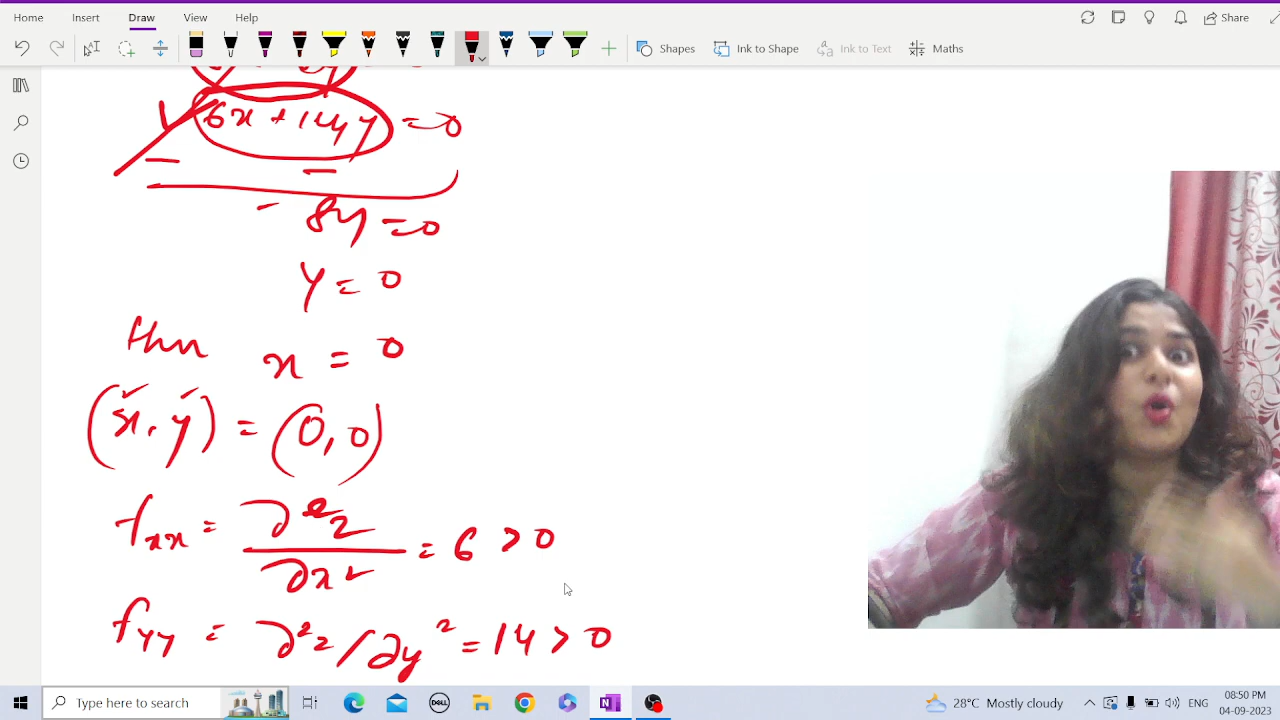 Home Insert Draw View Help Share
Shapes Ink to Shape Ink to Text Maths
6x + 14y = 0
- -
- 8y = 0
y = 0
then x = 0
(x, y) = (0, 0)
fxx = ∂²z / ∂x² = 6 > 0
fyy = ∂²z / ∂y² = 14 > 0
Type here to search DELL 28°C Mostly cloudy ENG 8:50 PM
04-09-2023